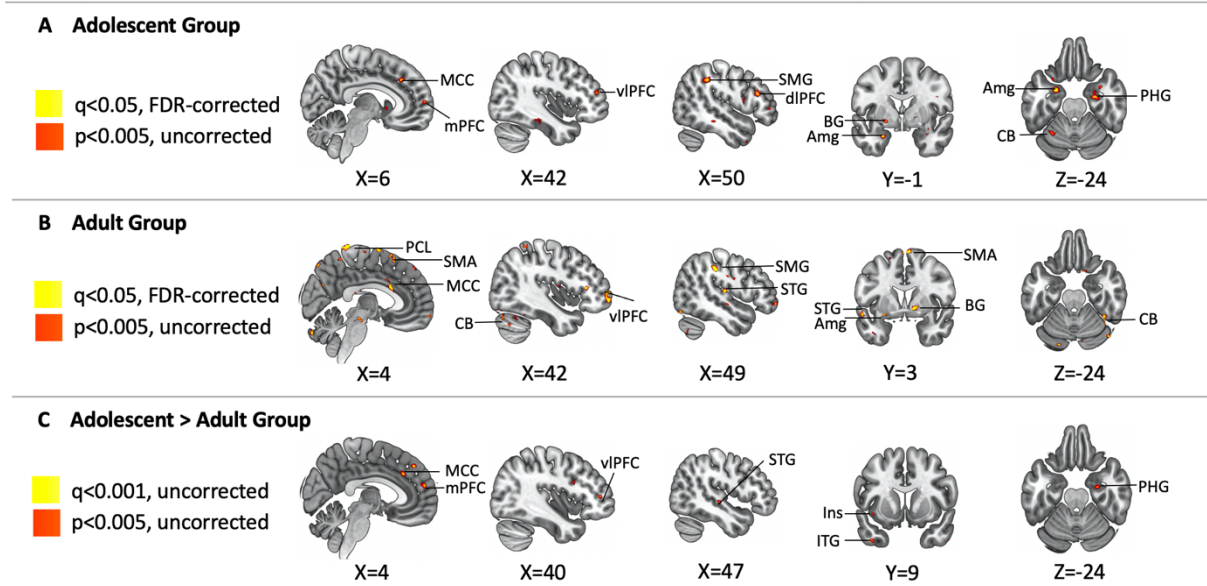 A Adolescent Group
q<0.05, FDR-corrected
p<0.005, uncorrected
MCC
mPFC
X=6
vlPFC
X=42
SMG
dlPFC
X=50
BG
Amg
Y=-1
Amg
PHG
CB
Z=-24
B Adult Group
q<0.05, FDR-corrected
p<0.005, uncorrected
PCL
SMA
MCC
X=4
CB
vlPFC
X=42
SMG
STG
X=49
SMA
STG
BG
Amg
Y=3
CB
Z=-24
C Adolescent > Adult Group
q<0.001, uncorrected
p<0.005, uncorrected
MCC
mPFC
X=4
vlPFC
X=40
STG
X=47
Ins
ITG
Y=9
PHG
Z=-24